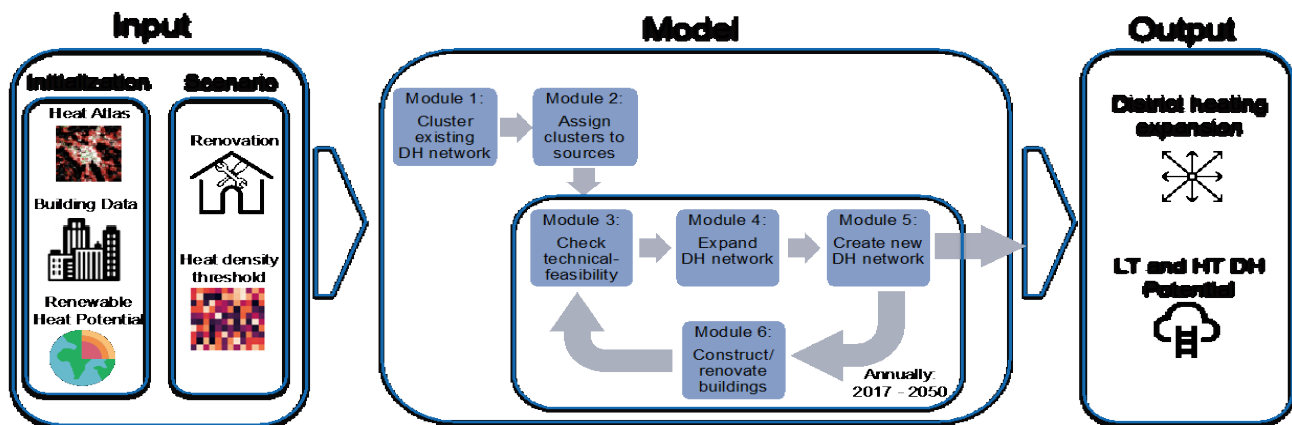 Input
Initialization
Heat Atlas
Building Data
Renewable
Heat Potential
Scenario
Renovation
Heat density
threshold
Model
Module 1:
Cluster
existing
DH network
Module 2:
Assign
clusters to
sources
Module 3:
Check
technical-
feasibility
Module 4:
Expand
DH network
Module 5:
Create new
DH network
Module 6:
Construct/
renovate
buildings
Annually:
2017 - 2050
Output
District heating
expansion
LT and HT DH
Potential